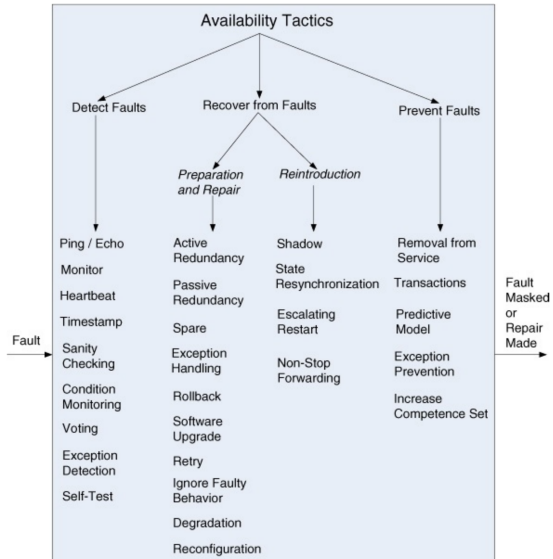 Availability Tactics
Detect Faults
Recover from Faults
Prevent Faults
Preparation
and Repair
Reintroduction
Fault
Ping / Echo
Monitor
Heartbeat
Timestamp
Sanity
Checking
Condition
Monitoring
Voting
Exception
Detection
Self-Test
Active
Redundancy
Passive
Redundancy
Spare
Exception
Handling
Rollback
Software
Upgrade
Retry
Ignore Faulty
Behavior
Degradation
Reconfiguration
Shadow
State
Resynchronization
Escalating
Restart
Non-Stop
Forwarding
Removal from
Service
Transactions
Predictive
Model
Exception
Prevention
Increase
Competence Set
Fault
Masked
or
Repair
Made